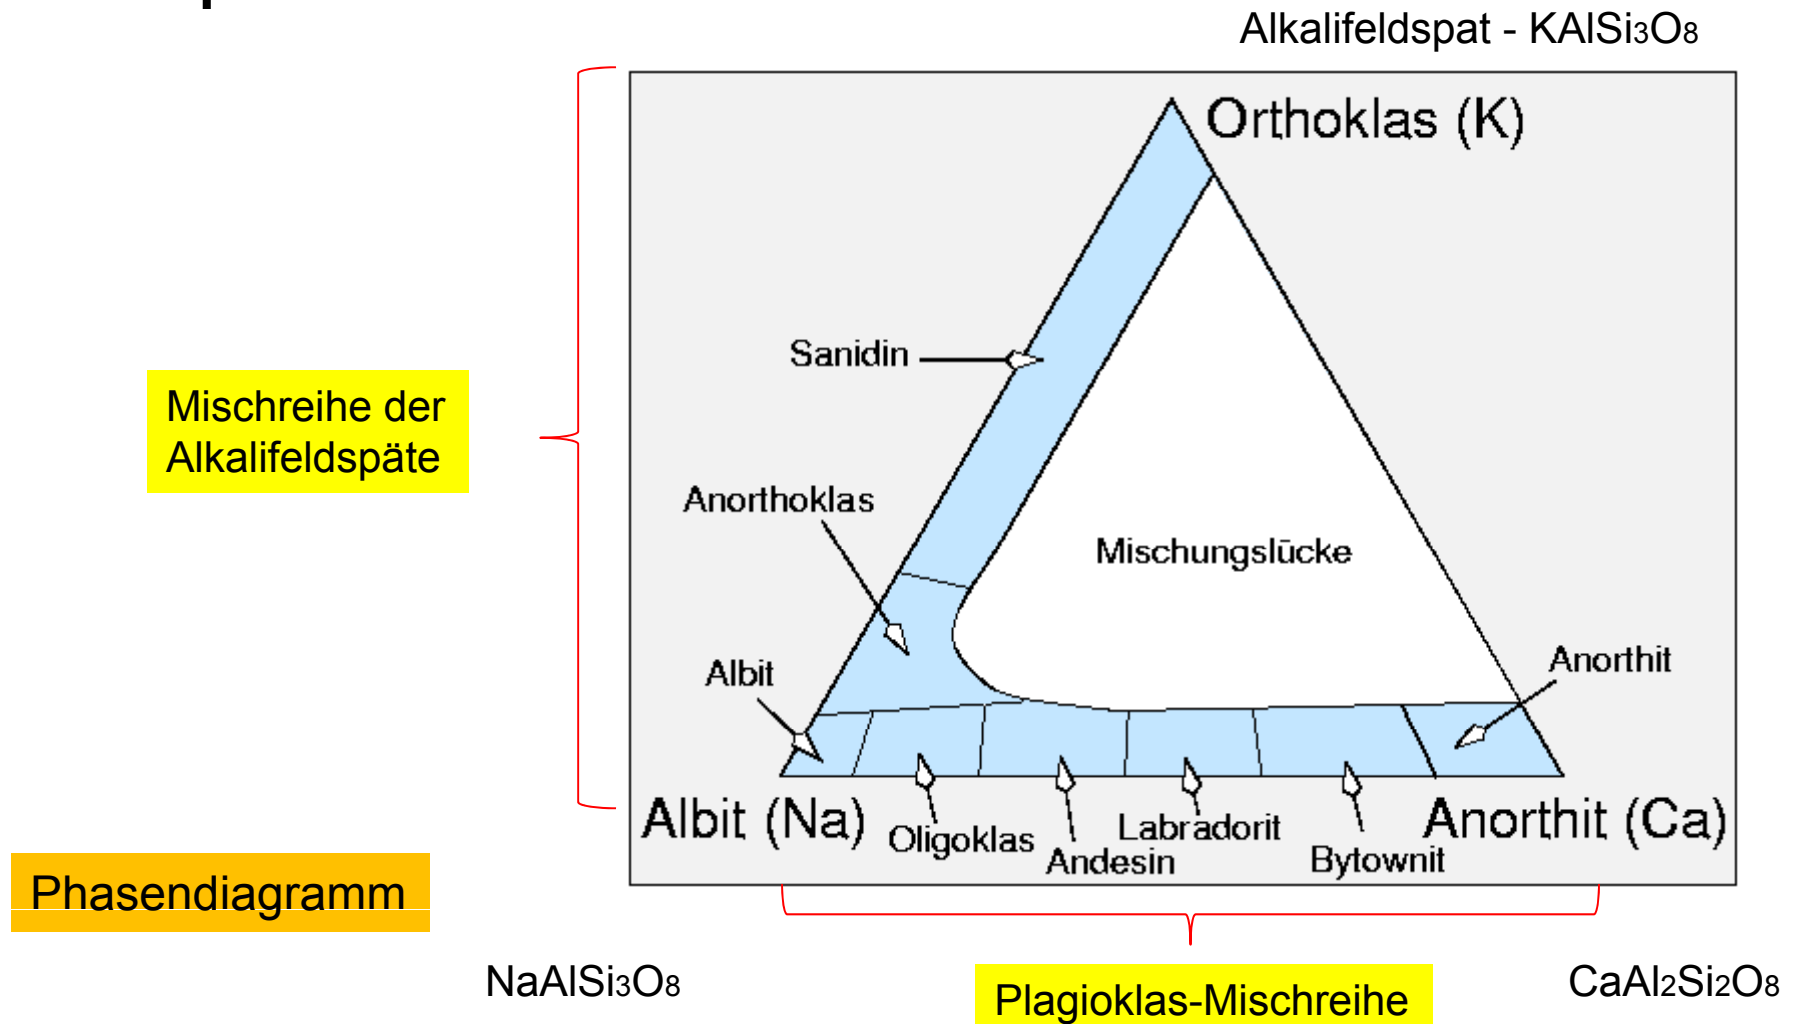 Alkalifeldspat - KAlSi3O8
Orthoklas (K)
Sanidin
Mischreihe der
Alkalifeldspäte
Anorthoklas
Mischungslücke
Albit
Anorthit
Albit (Na)
Oligoklas
Andesin
Labradorit
Bytownit
Anorthit (Ca)
Phasendiagramm
NaAlSi3O8
Plagioklas-Mischreihe
CaAl2Si2O8